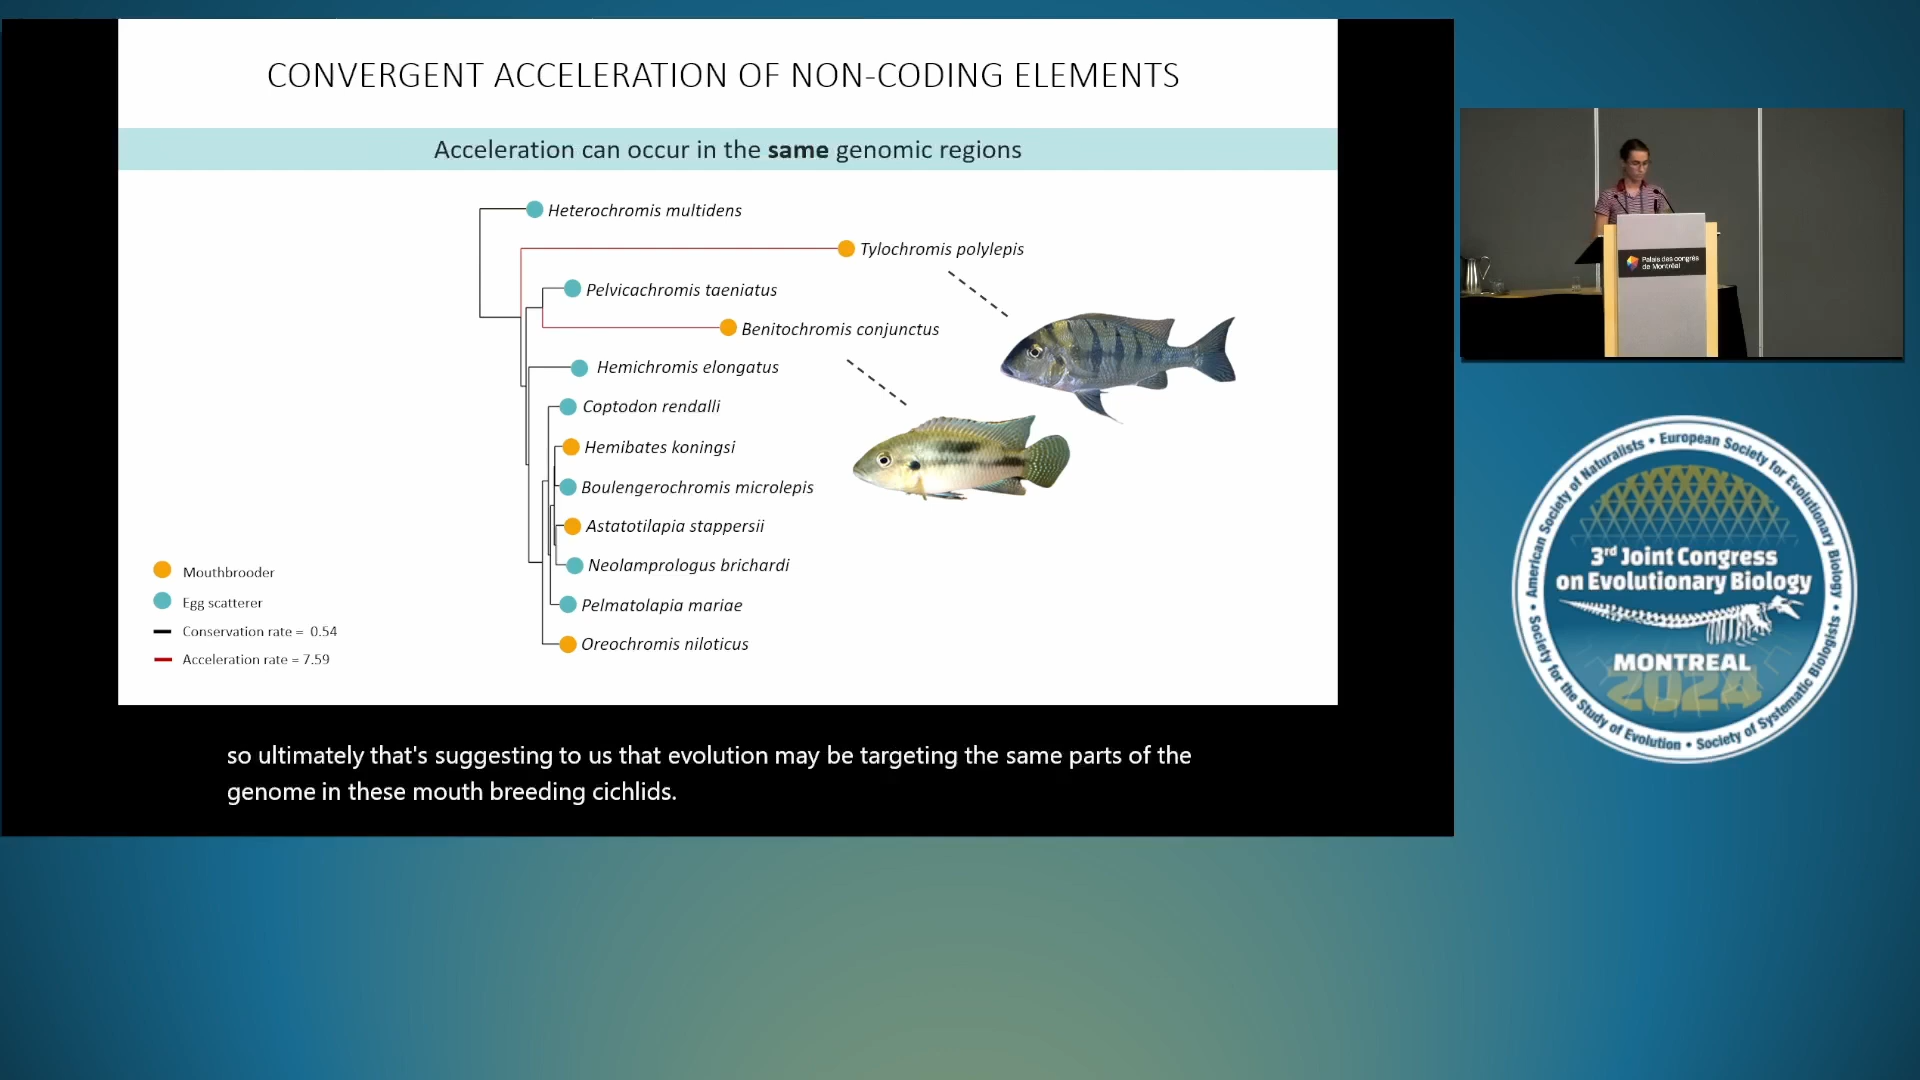 CONVERGENT ACCELERATION OF NON-CODING ELEMENTS
Acceleration can occur in the same genomic regions
Heterochromis multidens
Tylochromis polylepis
Pelvicachromis taeniatus
Benitochromis conjunctus
Hemichromis elongatus
Coptodon rendalli
Hemibates koningsi
Boulengerochromis microlepis
Astatotilapia stappersii
Neolamprologus brichardi
Pelmatolapia mariae
Oreochromis niloticus
Mouthbrooder
Egg scatterer
Conservation rate = 0.54
Acceleration rate = 7.59
so ultimately that's suggesting to us that evolution may be targeting the same parts of the
genome in these mouth breeding cichlids.
Palais des congrès
de Montréal
American Society of Naturalists • European Society for Evolutionary Biology • Society of Systematic Biologists • Society for the Study of Evolution •
3rd Joint Congress
on Evolutionary Biology
MONTREAL
2024